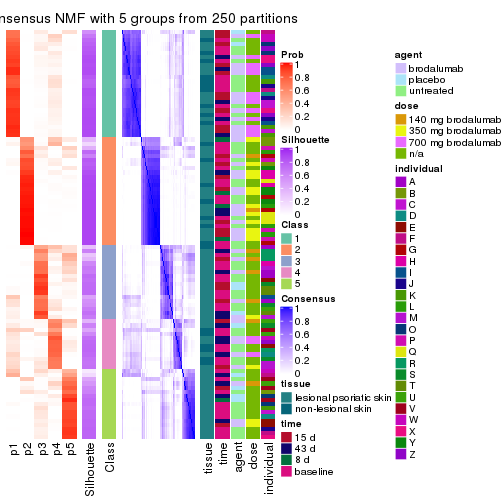 nsensus NMF with 5 groups from 250 partitions
Prob
1
0.8
0.6
0.4
0.2
0
Silhouette
1
0.8
0.6
0.4
0.2
0
Class
1
2
3
4
5
Consensus
1
0.8
0.6
0.4
0.2
0
tissue
lesional psoriatic skin
non-lesional skin
time
15 d
43 d
8 d
baseline
agent
brodalumab
placebo
untreated
dose
140 mg brodalumab
350 mg brodalumab
700 mg brodalumab
n/a
individual
A
B
C
D
E
F
G
H
I
J
K
L
M
O
P
Q
R
S
T
U
V
W
X
Y
Z
p1
p2
p3
p4
p5
Silhouette
Class
tissue
time
agent
dose
individual